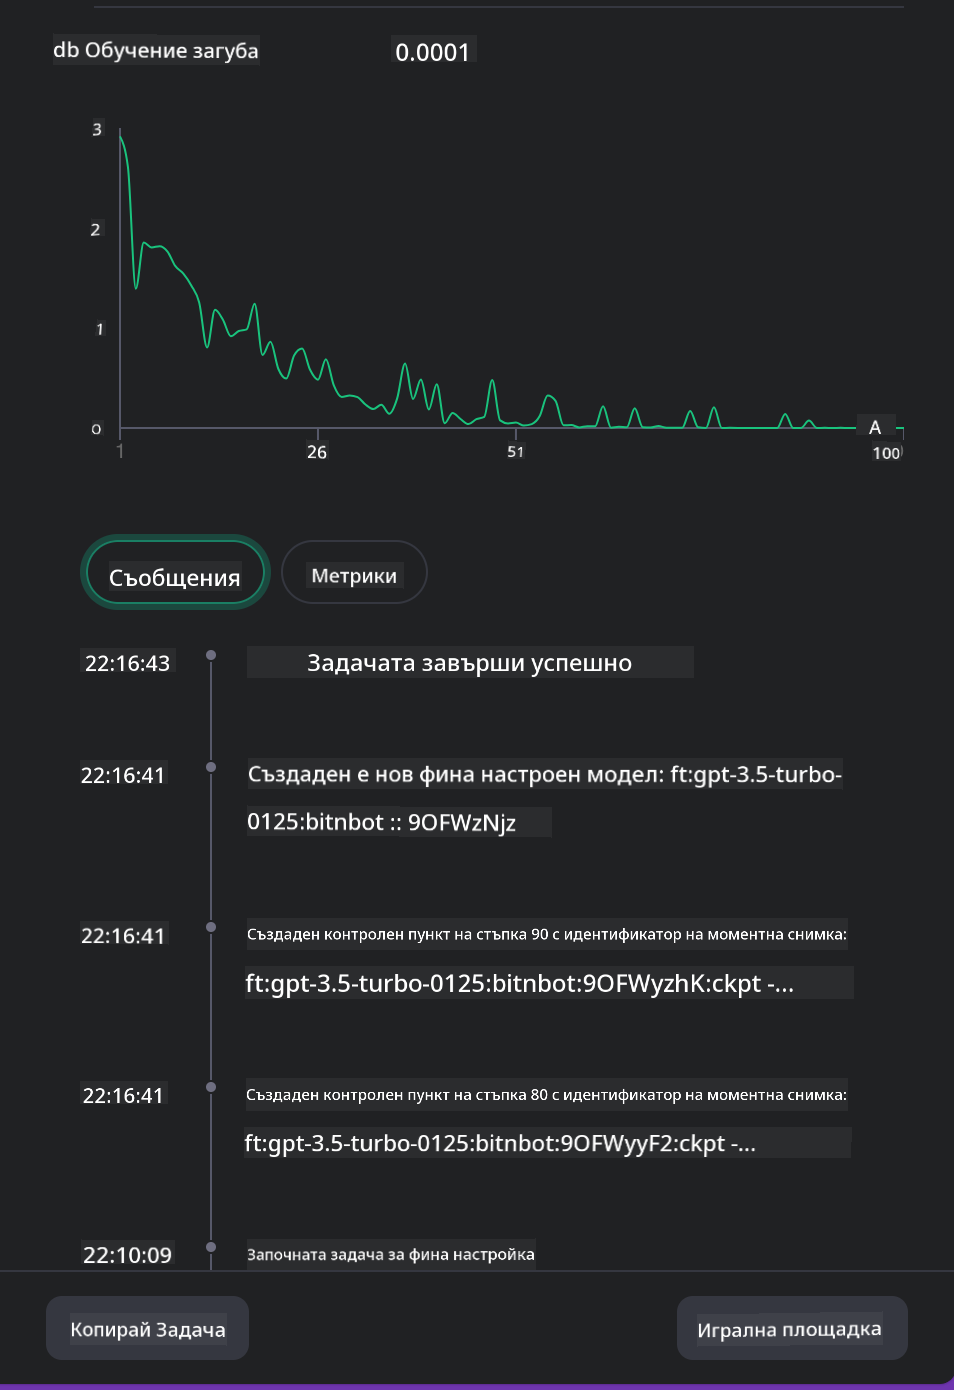 db Обучение загуба
0.0001
3
2
1
0
1
26
51
A
100
Съобщения
Метрики
22:16:43
Задачата завърши успешно
22:16:41
Създаден е нов фина настроен модел: ft:gpt-3.5-turbo-
0125:bitnbot :: 9OFWzNjz
22:16:41
Създаден контролен пункт на стъпка 90 с идентификатор на моментна снимка:
ft:gpt-3.5-turbo-0125:bitnbot:9OFWyzhK:ckpt -...
22:16:41
Създаден контролен пункт на стъпка 80 с идентификатор на моментна снимка:
ft:gpt-3.5-turbo-0125:bitnbot:9OFWyyF2:ckpt -...
22:10:09
Започната задача за фина настройка
Копирай Задача
Игрална площадка